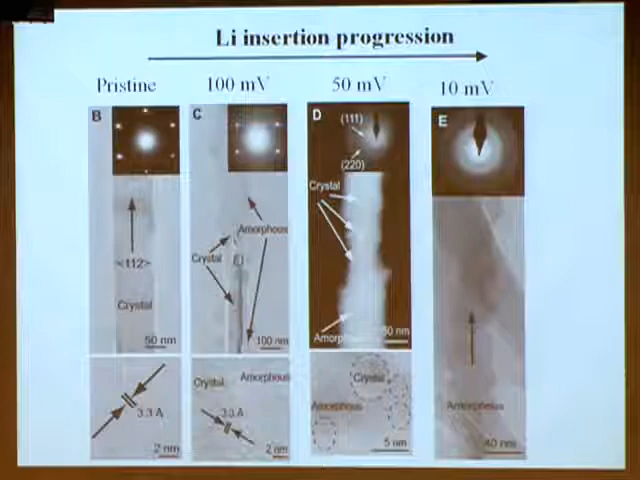 Li insertion progression
Pristine
100 mV
50 mV
10 mV
B
<112>
Crystal
50 nm
3.3 Å
2 nm
C
Amorphous
Crystal
100 nm
Crystal
Amorphous
3.3 Å
2 nm
D
(111)
(220)
Crystal
50 nm
Crystal
Amorphous
5 nm
E
Amorphous
40 nm